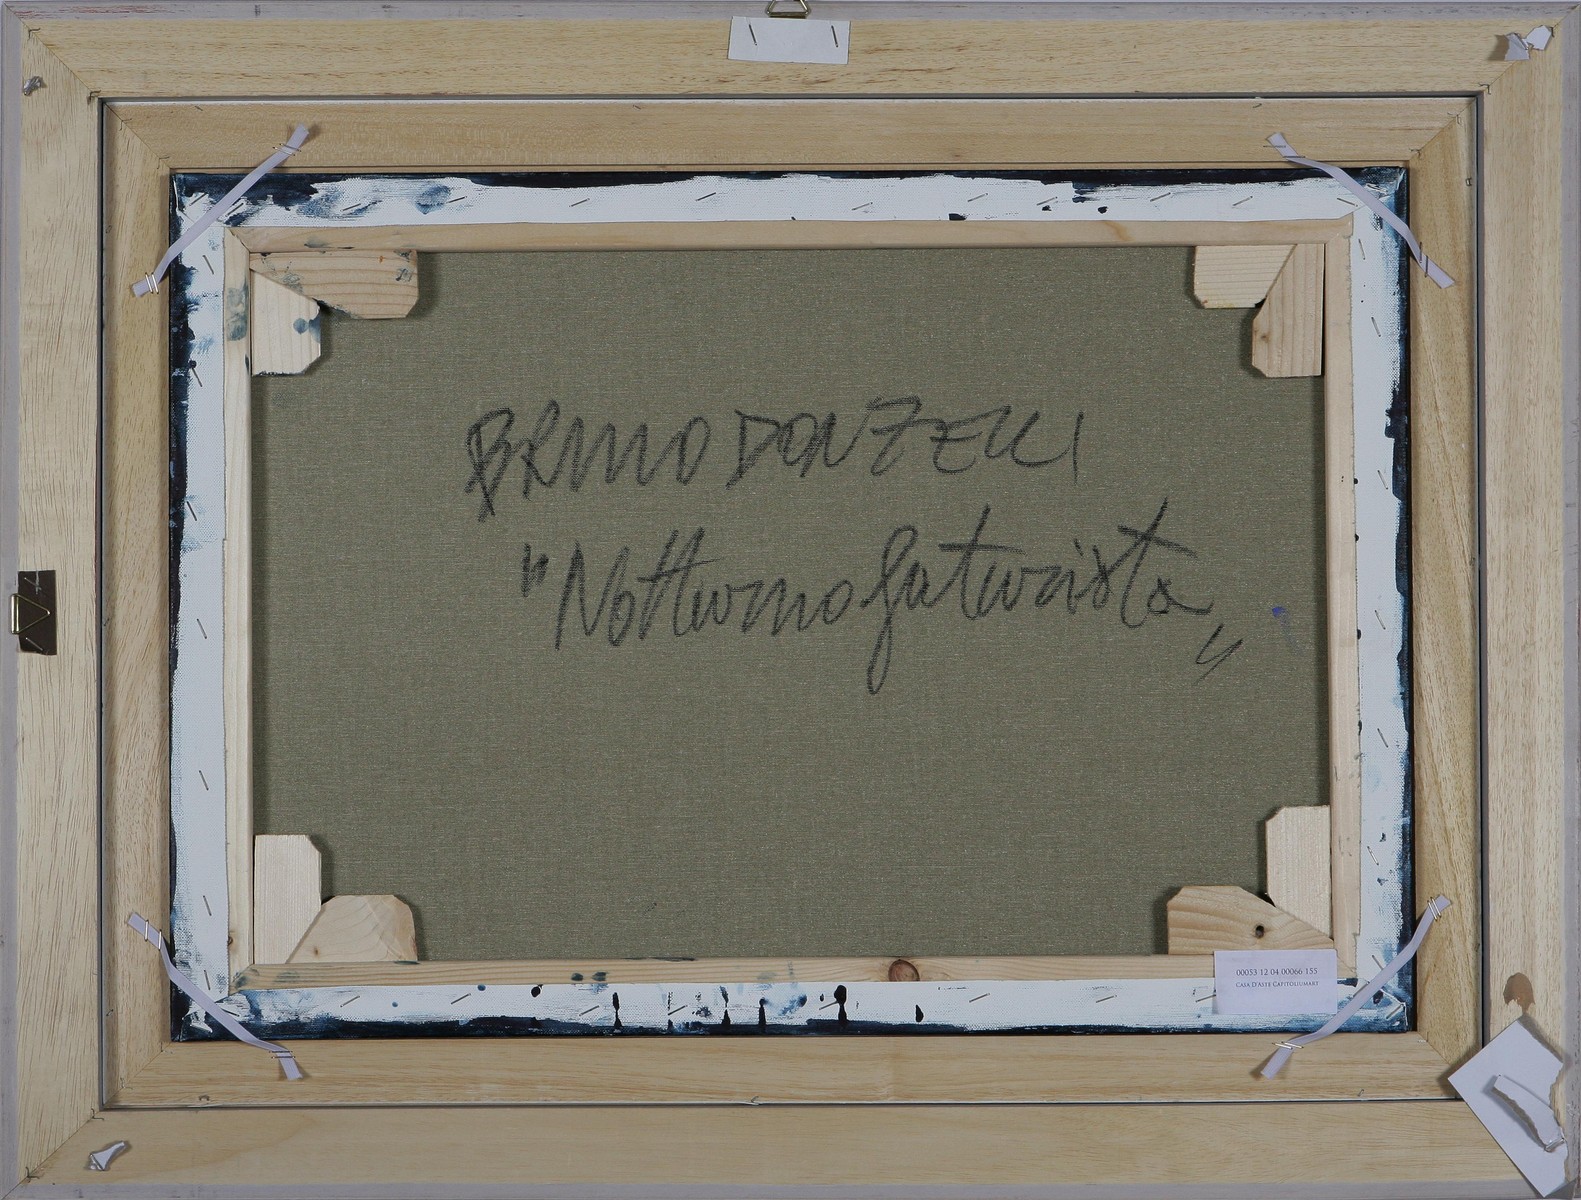 BRUNO DONZELLI
"Notturno futurista"
00053 12 04 00066 155
CASA D'ASTE CAPITOLIUMART